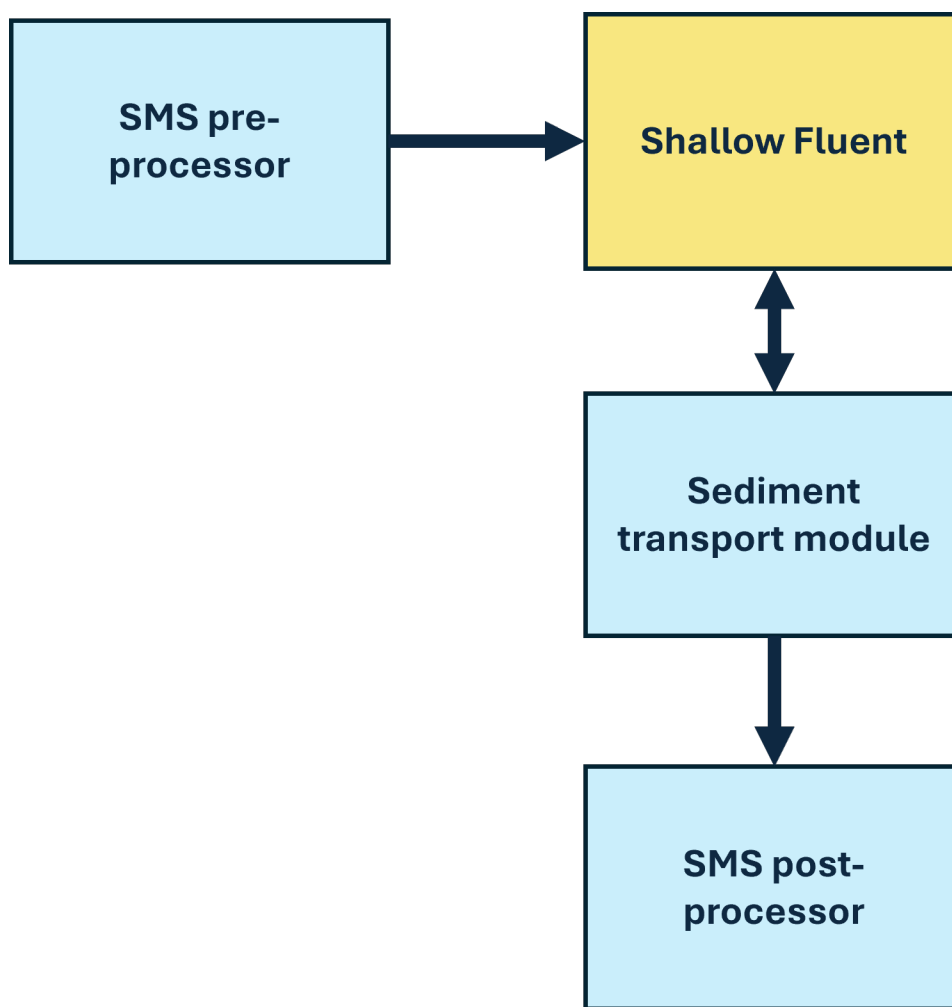 SMS pre-
processor
Shallow Fluent
Sediment
transport module
SMS post-
processor